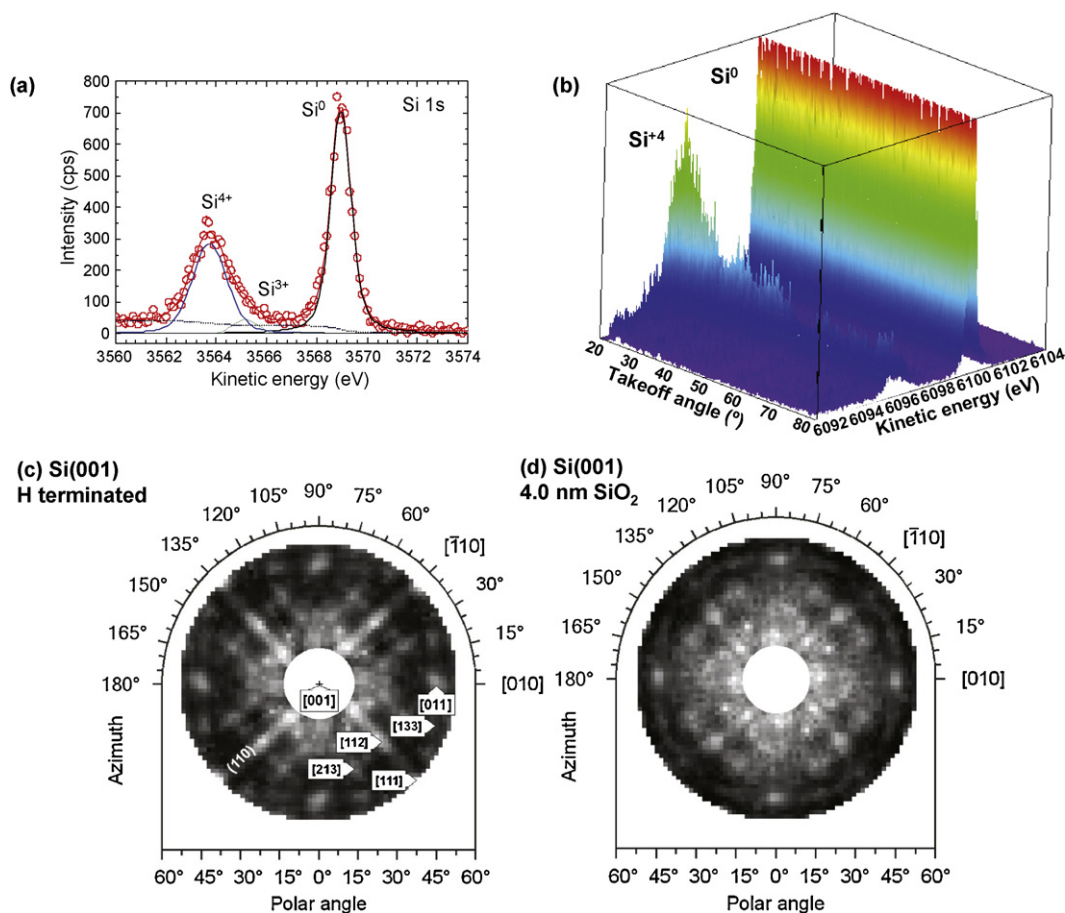 (a)
Si 1s
Si⁰
Si⁴⁺
Si³⁺
Intensity (cps)
800
700
600
500
400
300
200
100
0
3560 3562 3564 3566 3568 3570 3572 3574
Kinetic energy (eV)
(b)
Si⁰
Si⁺⁴
20 30 40 50 60 70 80
Takeoff angle (º)
6092 6094 6096 6098 6100 6102 6104
Kinetic energy (eV)
(c) Si(001)
H terminated
180° 165° 150° 135° 120° 105° 90° 75° 60° [1̅10] 30° 15° [010]
[001]
[011]
[133]
[112]
[213]
[111]
(110)
Azimuth
60° 45° 30° 15° 0° 15° 30° 45° 60°
Polar angle
(d) Si(001)
4.0 nm SiO₂
180° 165° 150° 135° 120° 105° 90° 75° 60° [1̅10] 30° 15° [010]
Azimuth
60° 45° 30° 15° 0° 15° 30° 45° 60°
Polar angle